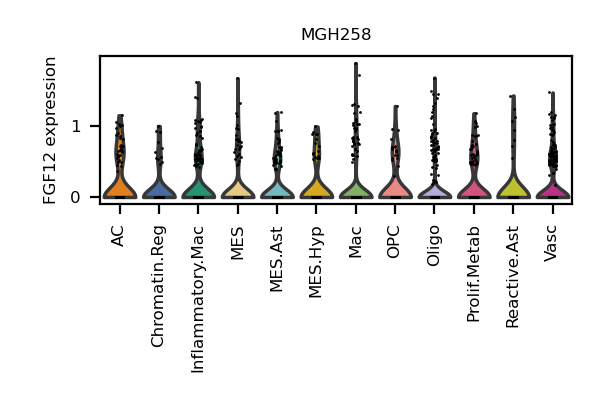 MGH258
FGF12 expression
1
0
AC
Chromatin.Reg
Inflammatory.Mac
MES
MES.Ast
MES.Hyp
Mac
OPC
Oligo
Prolif.Metab
Reactive.Ast
Vasc